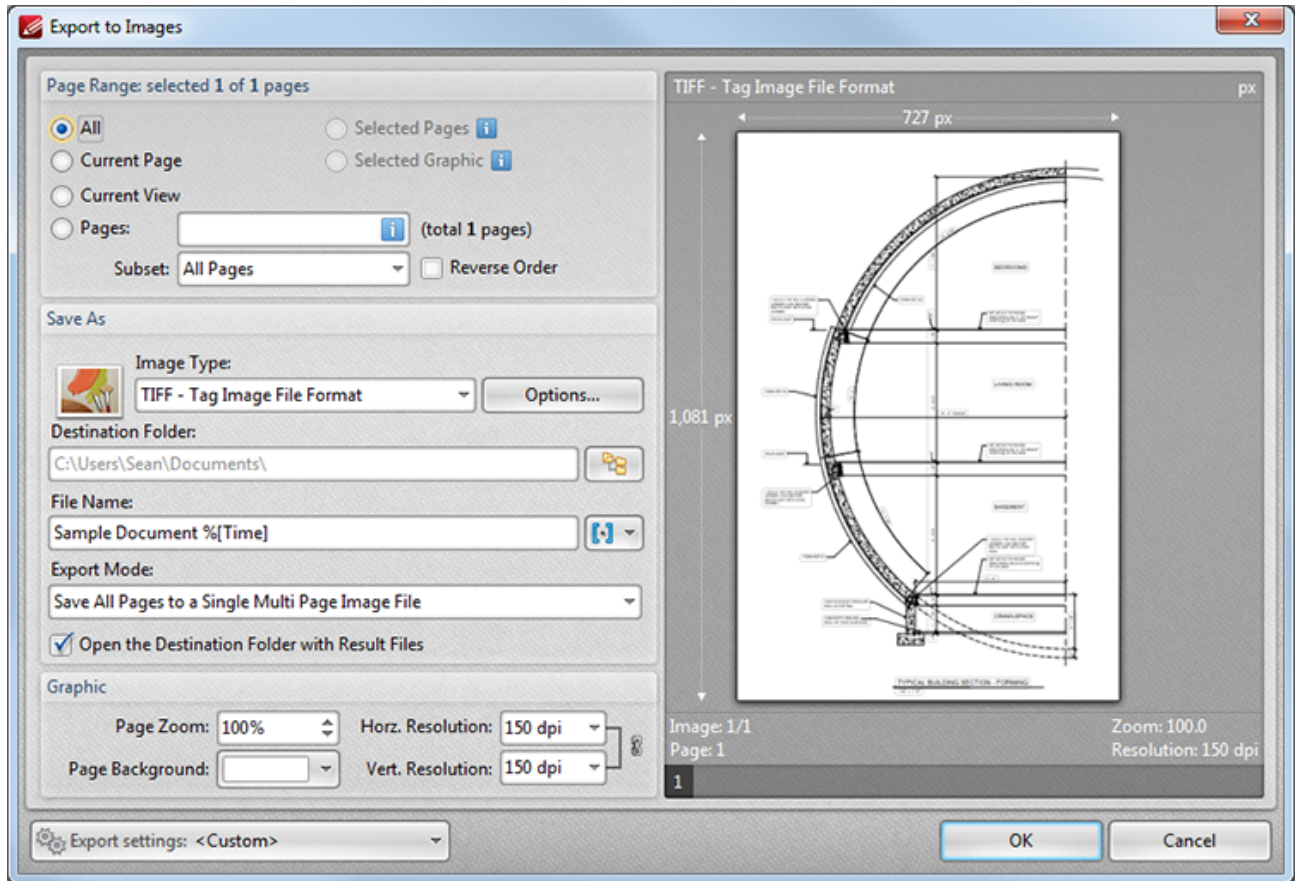 Export to Images
Page Range: selected 1 of 1 pages
All
Selected Pages
Current Page
Selected Graphic
Current View
Pages:
(total 1 pages)
Subset: All Pages
Reverse Order
Save As
Image Type:
TIFF - Tag Image File Format
Options...
Destination Folder:
C:\Users\Sean\Documents\
File Name:
Sample Document %[Time]
Export Mode:
Save All Pages to a Single Multi Page Image File
Open the Destination Folder with Result Files
Graphic
Page Zoom: 100%
Horz. Resolution: 150 dpi
Page Background:
Vert. Resolution: 150 dpi
TIFF - Tag Image File Format
px
727 px
1,081 px
BEDROOMS
LIVING ROOM
BASEMENT
CRAWLSPACE
TYPICAL BUILDING SECTION - FORMING
Image: 1/1
Zoom: 100.0
Page: 1
Resolution: 150 dpi
1
Export settings: <Custom>
OK
Cancel